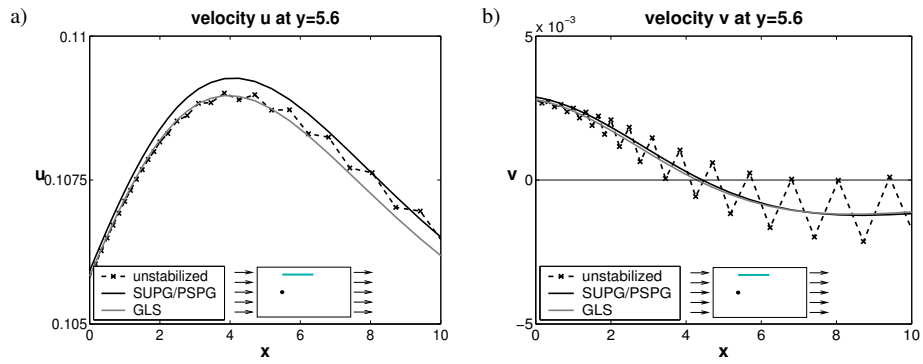 a)
velocity u at y=5.6
0.11
u
0.1075
0.105
0
2
4
6
8
10
x
unstabilized
SUPG/PSPG
GLS
b)
velocity v at y=5.6
x 10⁻³
5
v
0
−5
0
2
4
6
8
10
x
unstabilized
SUPG/PSPG
GLS